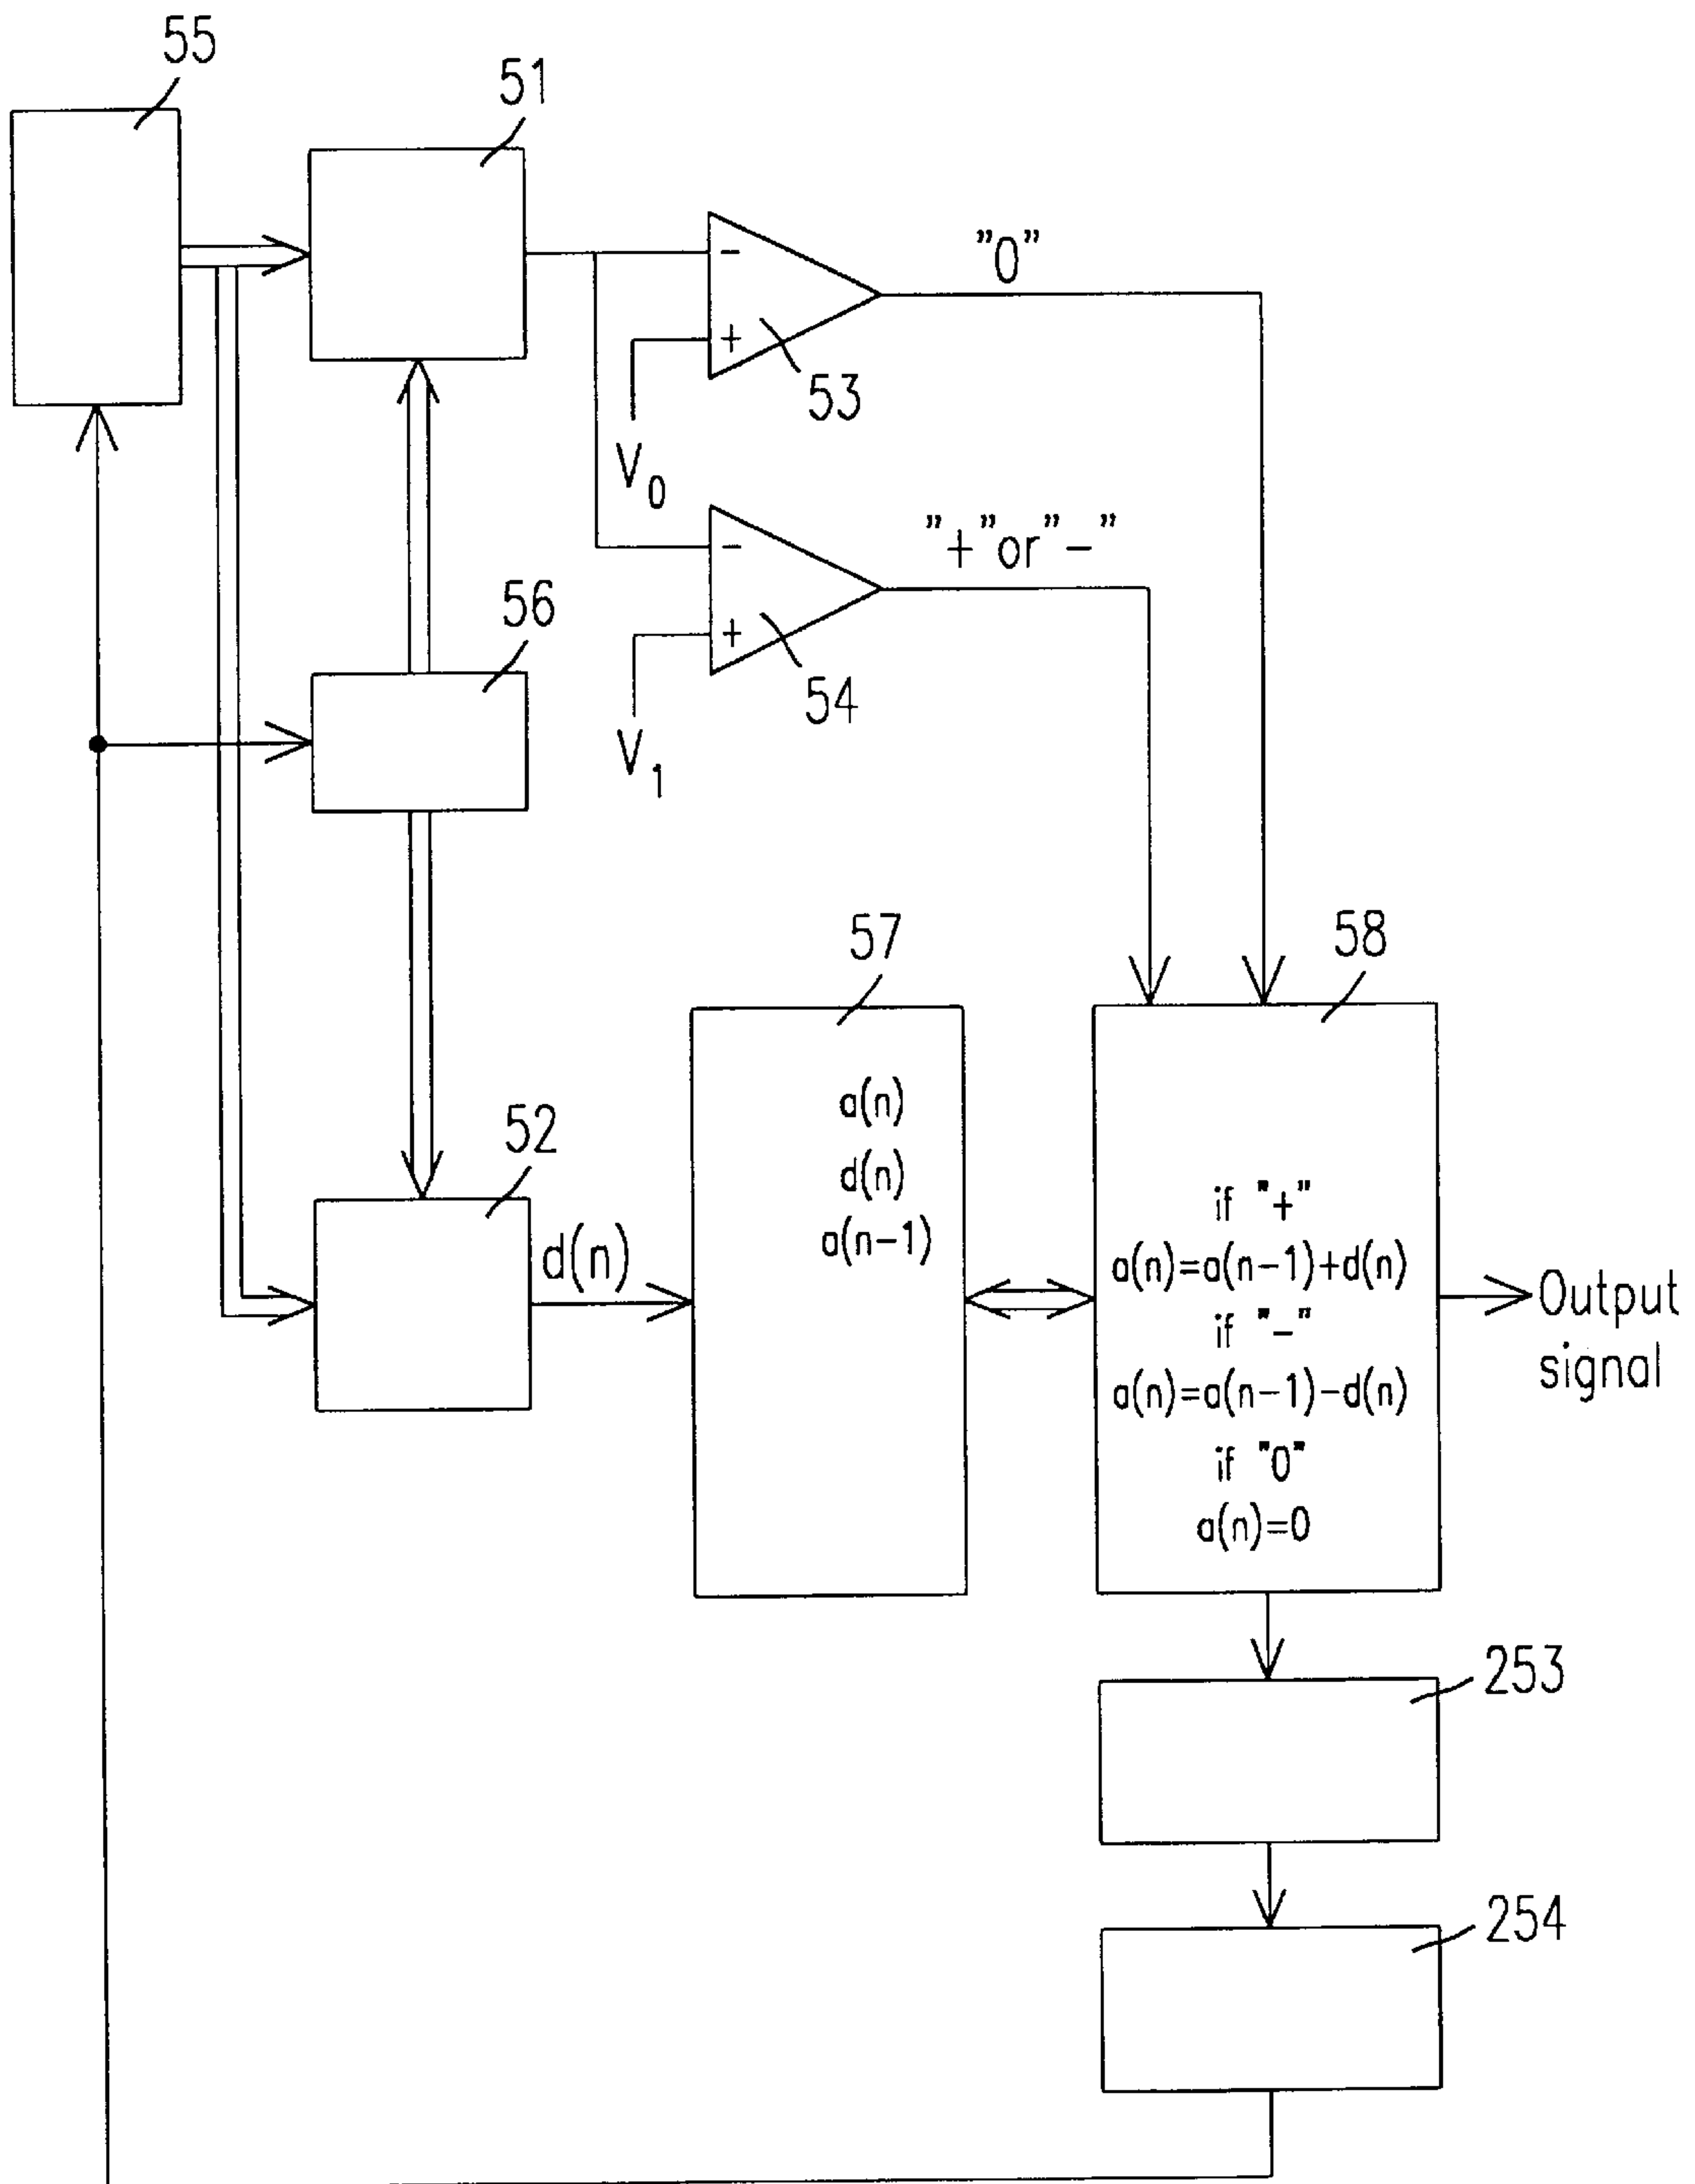 55
51
"0"
-
+
53
V0
"+"or"-"
-
+
54
V1
56
57
58
a(n)
d(n)
a(n-1)
52
d(n)
if "+"
a(n)=a(n-1)+d(n)
if "-"
a(n)=a(n-1)-d(n)
if "0"
a(n)=0
Output
signal
253
254